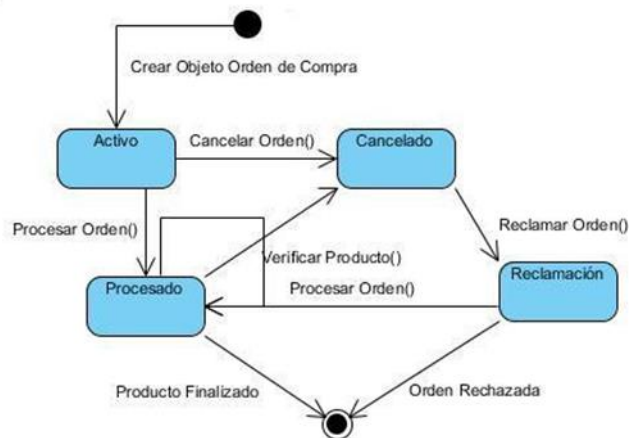 Crear Objeto Orden de Compra
Activo
Cancelar Orden()
Cancelado
Procesar Orden()
Reclamar Orden()
Verificar Producto()
Procesado
Procesar Orden()
Reclamación
Producto Finalizado
Orden Rechazada